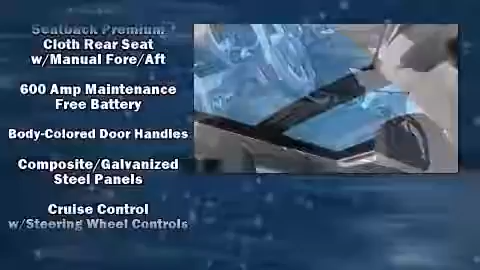 Seatback Premium
Cloth Rear Seat
w/Manual Fore/Aft
600 Amp Maintenance
Free Battery
Body-Colored Door Handles
Composite/Galvanized
Steel Panels
Cruise Control
w/Steering Wheel Controls